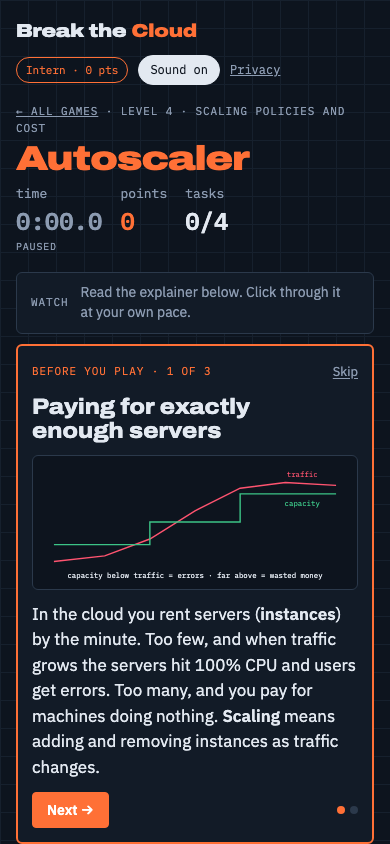 Break the Cloud
Intern · 0 pts
Sound on
Privacy
← ALL GAMES · LEVEL 4 · SCALING POLICIES AND
COST
Autoscaler
time points tasks
0:00.0 0 0/4
PAUSED
WATCH
Read the explainer below. Click through it
at your own pace.
BEFORE YOU PLAY · 1 OF 3
Skip
Paying for exactly
enough servers
traffic
capacity
capacity below traffic = errors · far above = wasted money
In the cloud you rent servers (instances)
by the minute. Too few, and when traffic
grows the servers hit 100% CPU and users
get errors. Too many, and you pay for
machines doing nothing. Scaling means
adding and removing instances as traffic
changes.
Next →